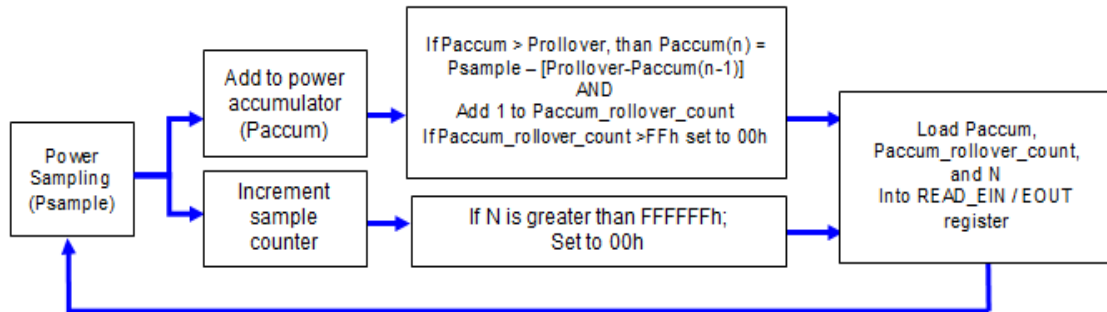 Power
Sampling
(Psample)
Add to power
accumulator
(Paccum)
If Paccum > Prollover, than Paccum(n) =
Psample – [Prollover-Paccum(n-1)]
AND
Add 1 to Paccum_rollover_count
If Paccum_rollover_count >FFh set to 00h
Increment
sample
counter
If N is greater than FFFFFFh;
Set to 00h
Load Paccum,
Paccum_rollover_count,
and N
Into READ_EIN / EOUT
register